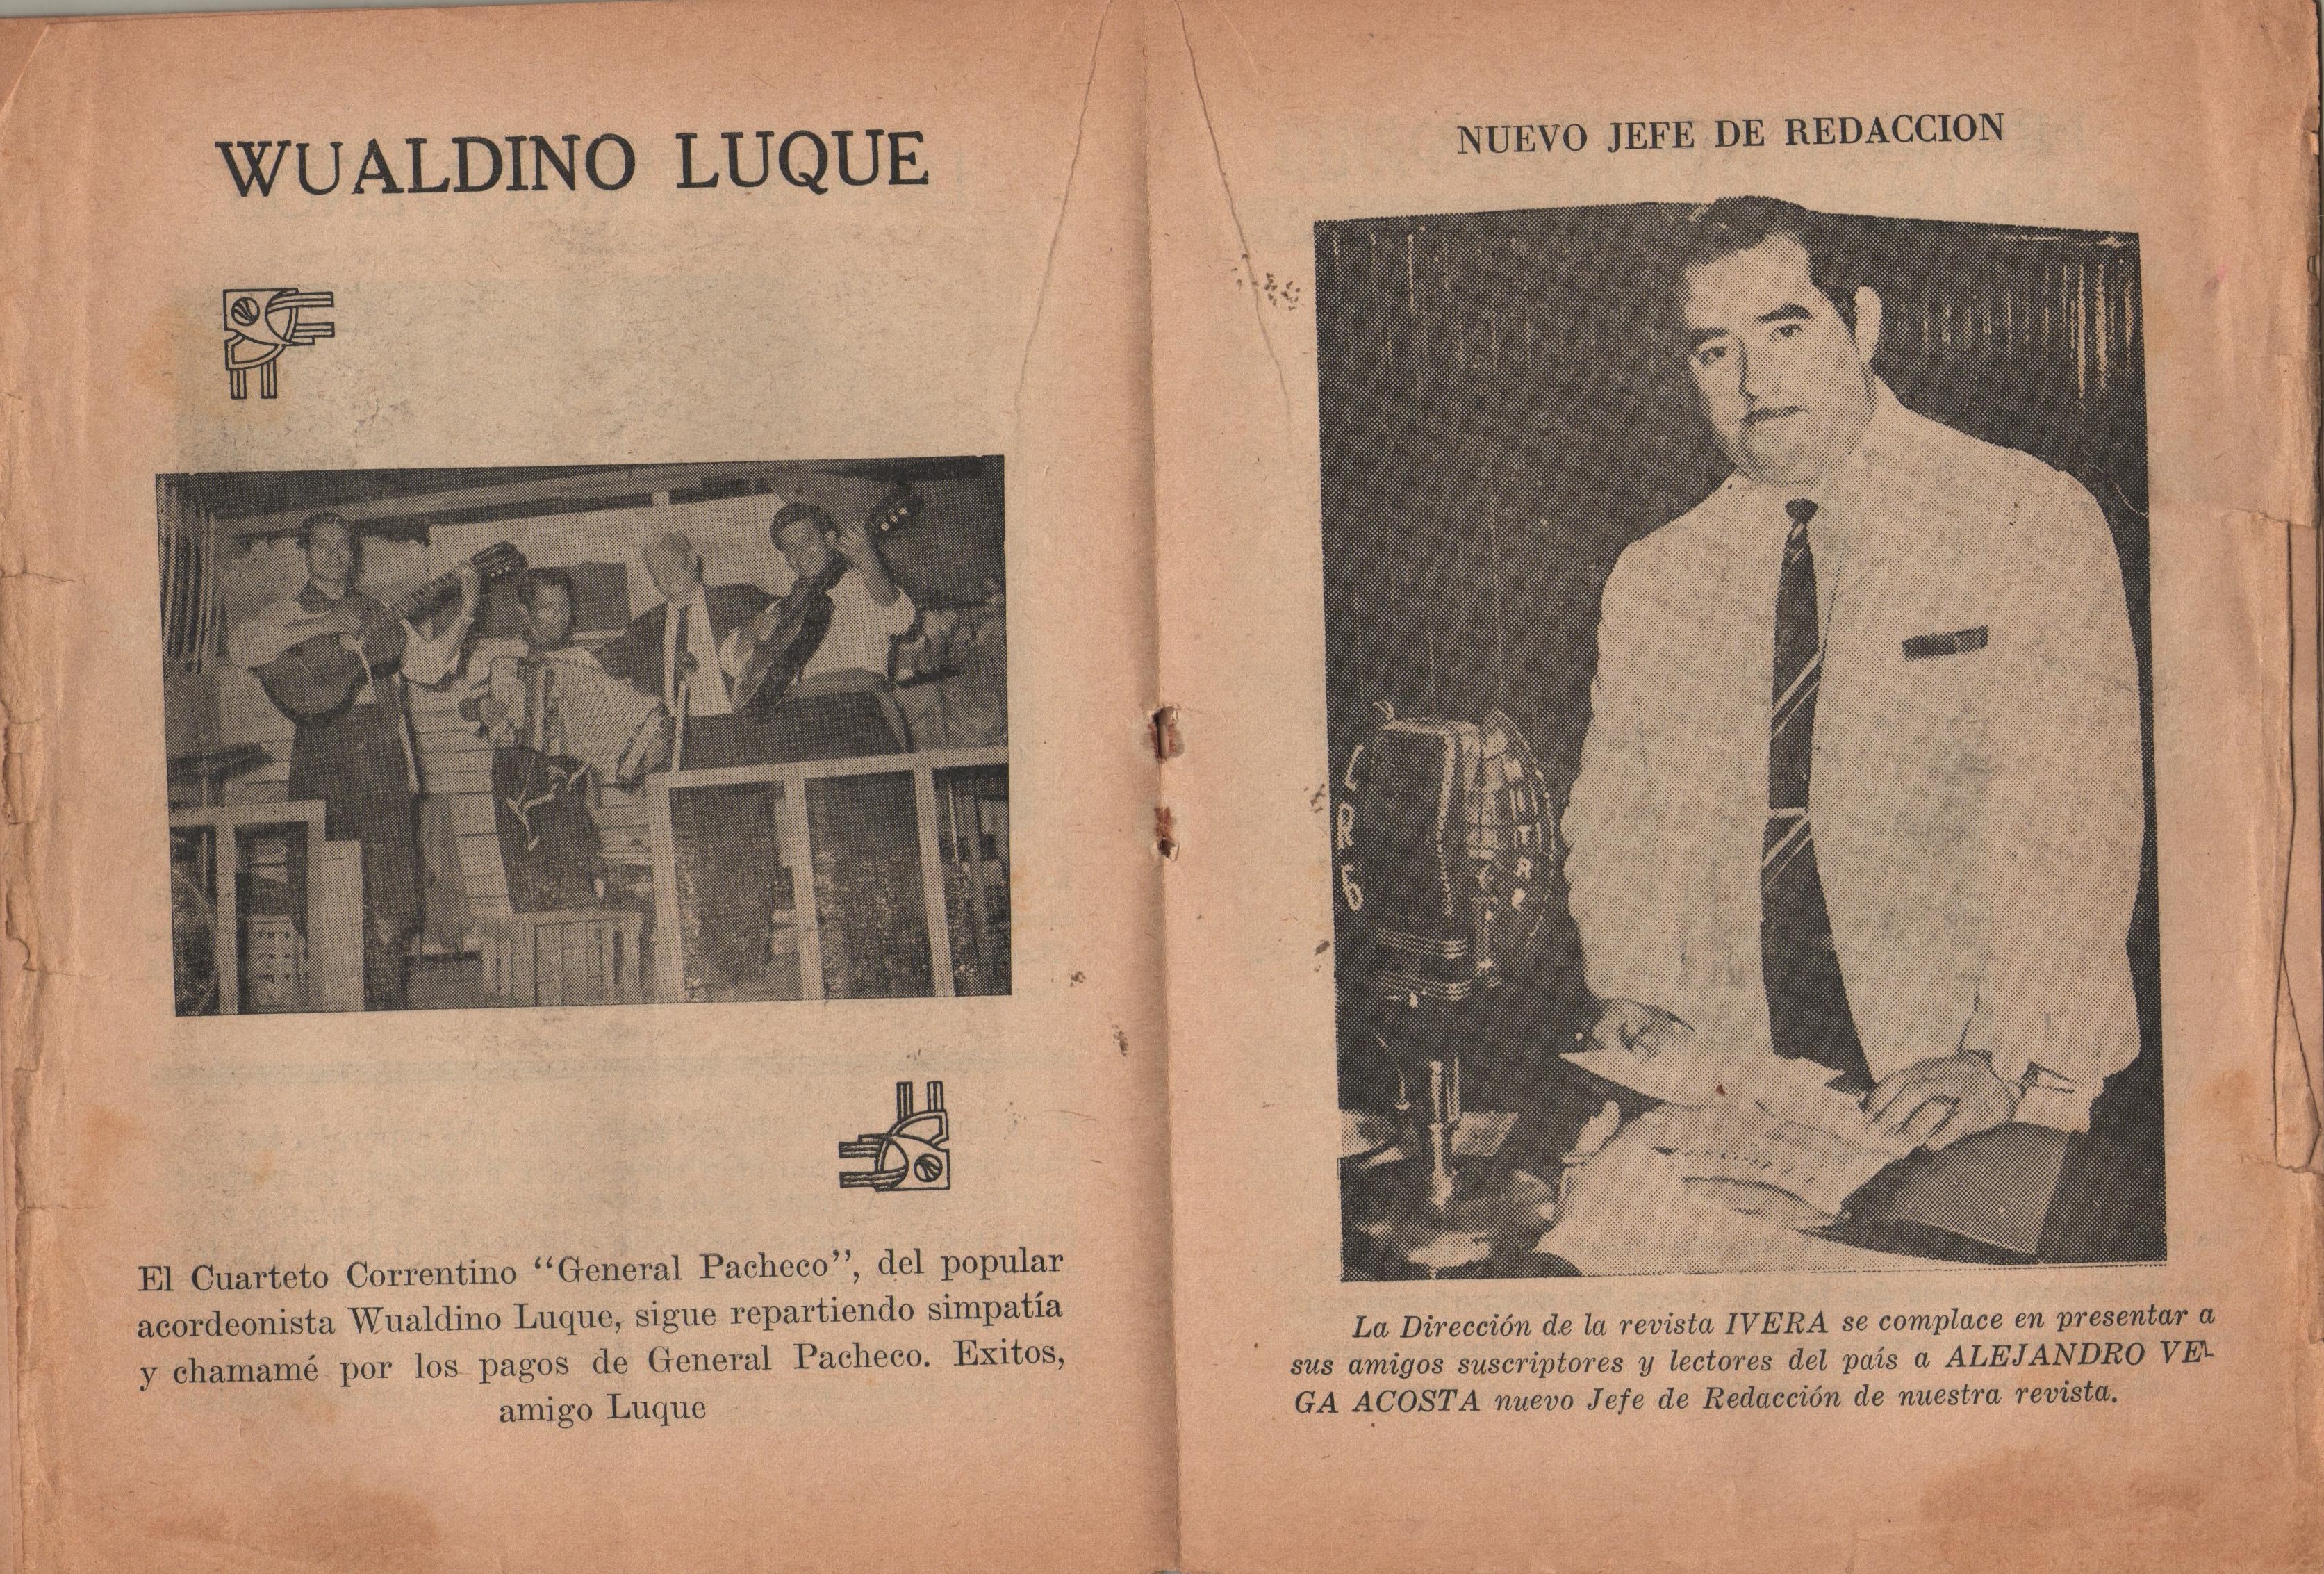 WUALDINO LUQUE
El Cuarteto Correntino “General Pacheco”, del popular
acordeonista Wualdino Luque, sigue repartiendo simpatía
y chamamé por los pagos de General Pacheco. Exitos,
amigo Luque
NUEVO JEFE DE REDACCION
LR6
La Dirección de la revista IVERA se complace en presentar a
sus amigos suscriptores y lectores del país a ALEJANDRO VE-
GA ACOSTA nuevo Jefe de Redacción de nuestra revista.